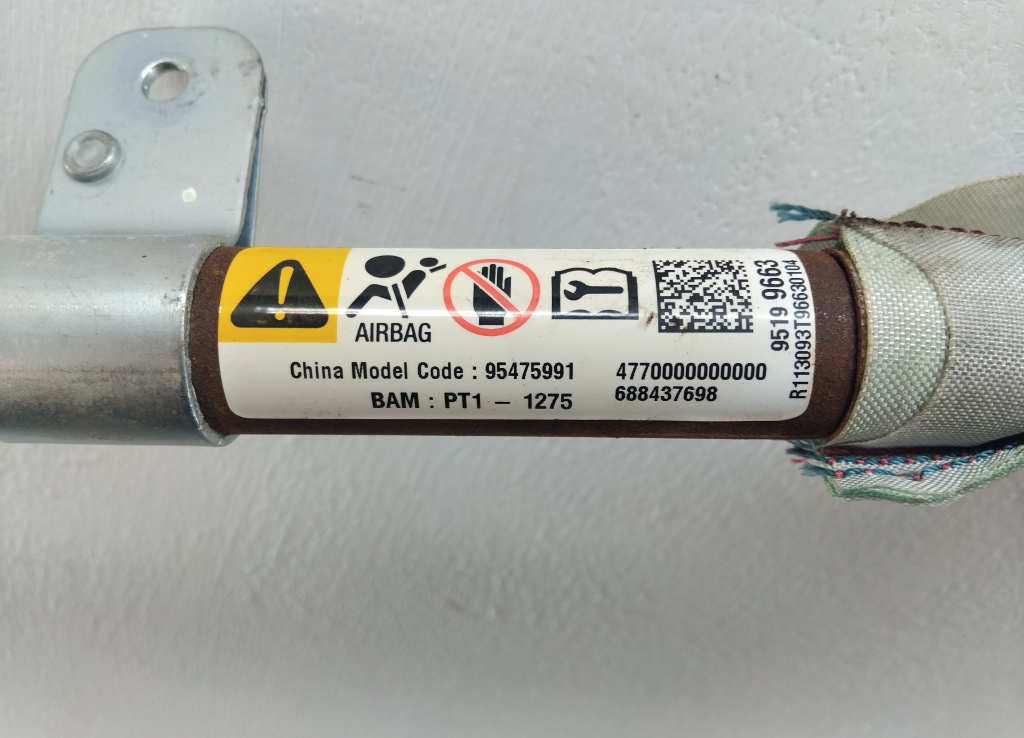 AIRBAG
China Model Code : 95475991
BAM : PT1 – 1275
4770000000000
688437698
9519 9663
R113093T96630104